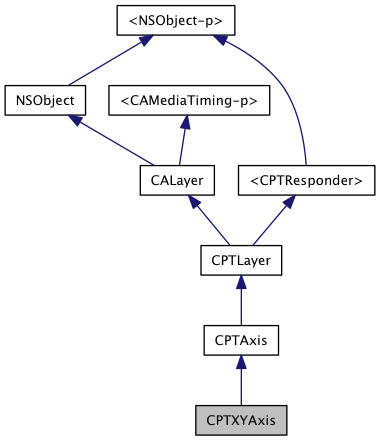 <NSObject-p>
NSObject
<CAMediaTiming-p>
CALayer
<CPTResponder>
CPTLayer
CPTAxis
CPTXYAxis